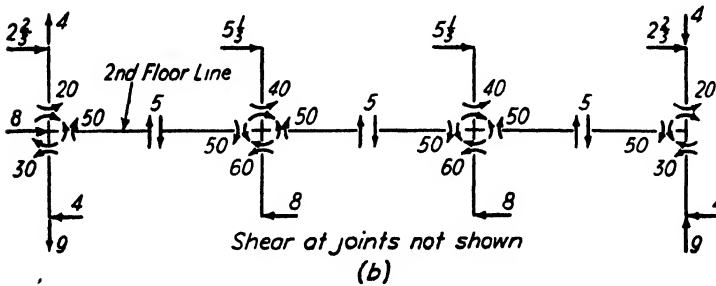 2⅔ 4 5⅓ 5⅓ 2⅔ 4
2nd Floor Line
20 40 40 20
8 50 5 50 5 50 5
50 50 50
30 60 60 30
4 8 8 4
9 9
Shear at joints not shown
(b)